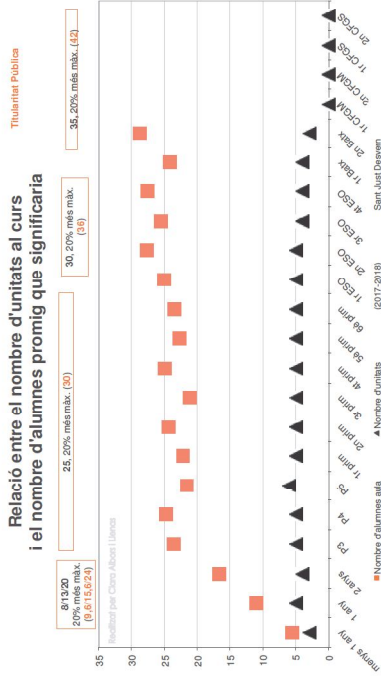 Relació entre el nombre d'unitats al curs
i el nombre d'alumnes promig que significaria
Titularitat Pública
8/13/20
20% més màx.
(9,6/15,6/24)
25, 20% més màx. (30)
30, 20% més màx.
(36)
35, 20% més màx. (42)
Realitzat per Cloro Albors i Llanos
35
30
25
20
15
10
5
0
menys 1 any
1 any
2 anys
P3
P4
P5
1r prim
2n prim
3r prim
4t prim
5è prim
6è prim
1r ESO
2n ESO
3r ESO
4t ESO
1r Batx
2n Batx
1r CFGM
2n CFGM
1r CFGS
2n CFGS
Nombre d'alumnes aula
Nombre d'unitats
(2017-2018)
Sant Just Desvern